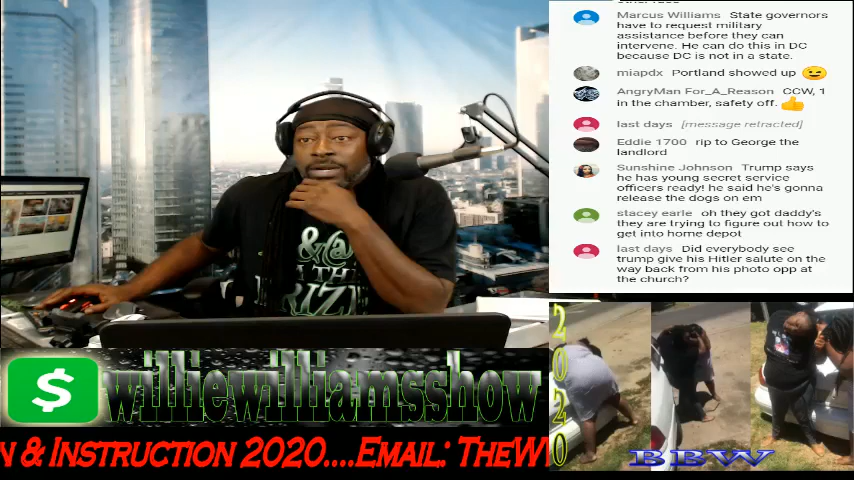 Marcus Williams State governors
have to request military
assistance before they can
intervene. He can do this in DC
because DC is not in a state.
miapdx Portland showed up
AngryMan For_A_Reason CCW, 1
in the chamber, safety off.
last days [message retracted]
Eddie 1700 rip to George the
landlord
Sunshine Johnson Trump says
he has young secret service
officers ready! he said he's gonna
release the dogs on em
stacey earle oh they got daddy's
they are trying to figure out how to
get into home depot
last days Did everybody see
trump give his Hitler salute on the
way back from his photo opp at
the church?
&@
RIZ
2020
BBW
$ williewilliamsshow
N & INSTRUCTION 2020....EMAIL: THEW